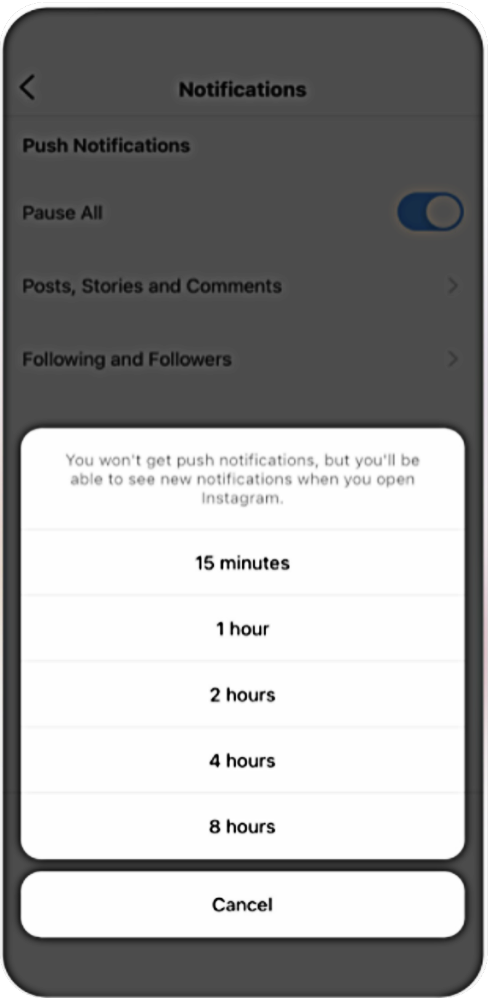 Notifications
Push Notifications
Pause All
Posts, Stories and Comments
Following and Followers
You won't get push notifications, but you'll be
able to see new notifications when you open
Instagram.
15 minutes
1 hour
2 hours
4 hours
8 hours
Cancel